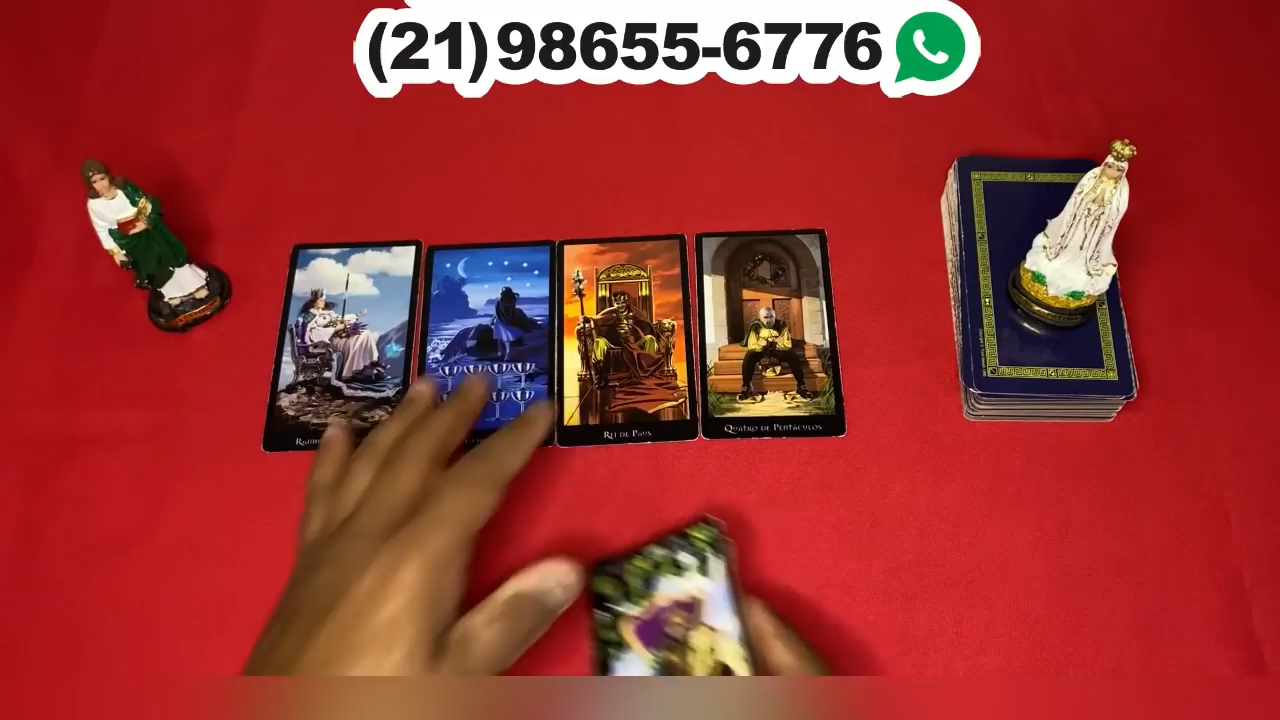 (21)98655-6776
Rei de Paus
Quatro de Pentáculos